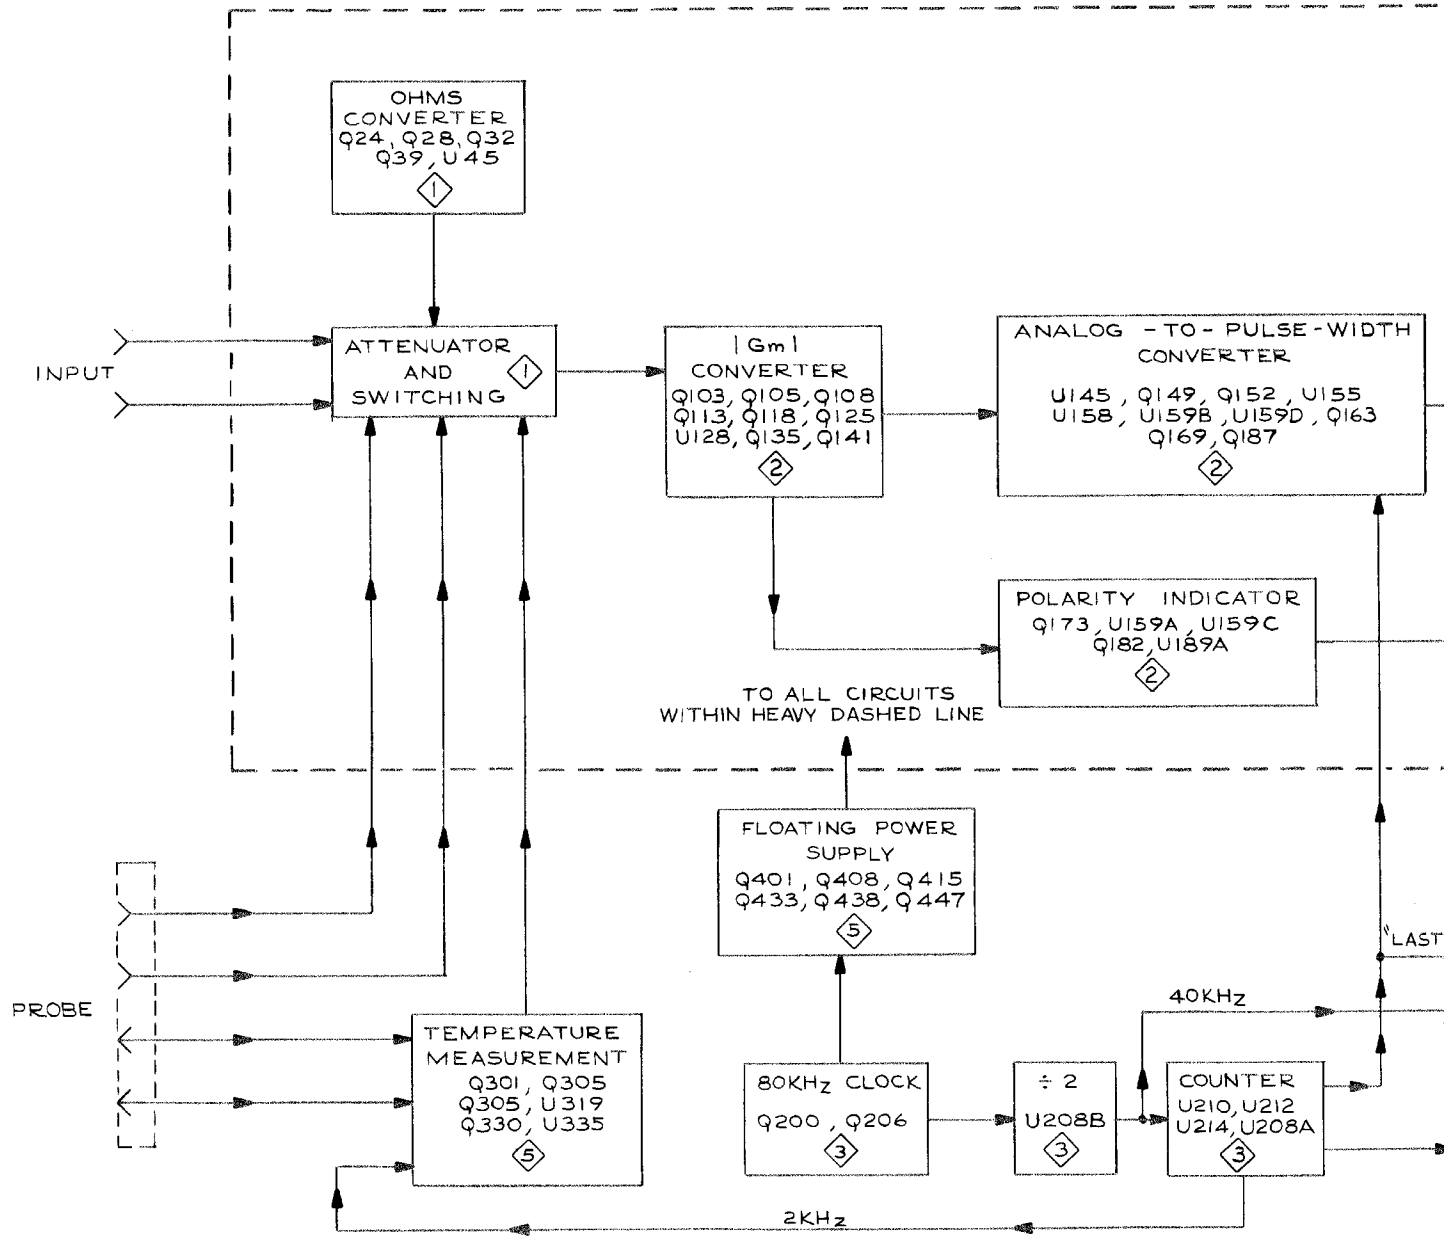 OHMS
CONVERTER
Q24, Q28, Q32
Q39, U45
1
INPUT
ATTENUATOR
AND
SWITCHING
1
|Gm|
CONVERTER
Q103, Q105, Q108
Q113, Q118, Q125
U128, Q135, Q141
2
ANALOG - TO - PULSE - WIDTH
CONVERTER
U145, Q149, Q152, U155
U158, U159B, U159D, Q163
Q169, Q187
2
POLARITY INDICATOR
Q173, U159A, U159C
Q182, U189A
2
TO ALL CIRCUITS
WITHIN HEAVY DASHED LINE
FLOATING POWER
SUPPLY
Q401, Q408, Q415
Q433, Q438, Q447
5
"LAST
PROBE
40KHz
TEMPERATURE
MEASUREMENT
Q301, Q305
Q305, U319
Q330, U335
5
80KHz CLOCK
Q200, Q206
3
÷ 2
U208B
3
COUNTER
U210, U212
U214, U208A
3
2KHz